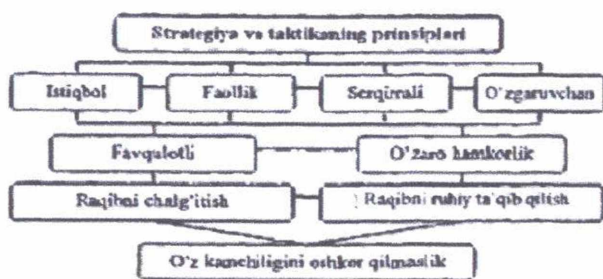 Strategiya va taktikaning prinsiplari
Istiqbol Faollik Serqirrali O'zgaruvchan
Favqulotli O'zaro hamkorlik
Raqibni chalg'itish Raqibni ruhiy ta'qib qilish
O'z kamchiligini oshkor qilmaslik